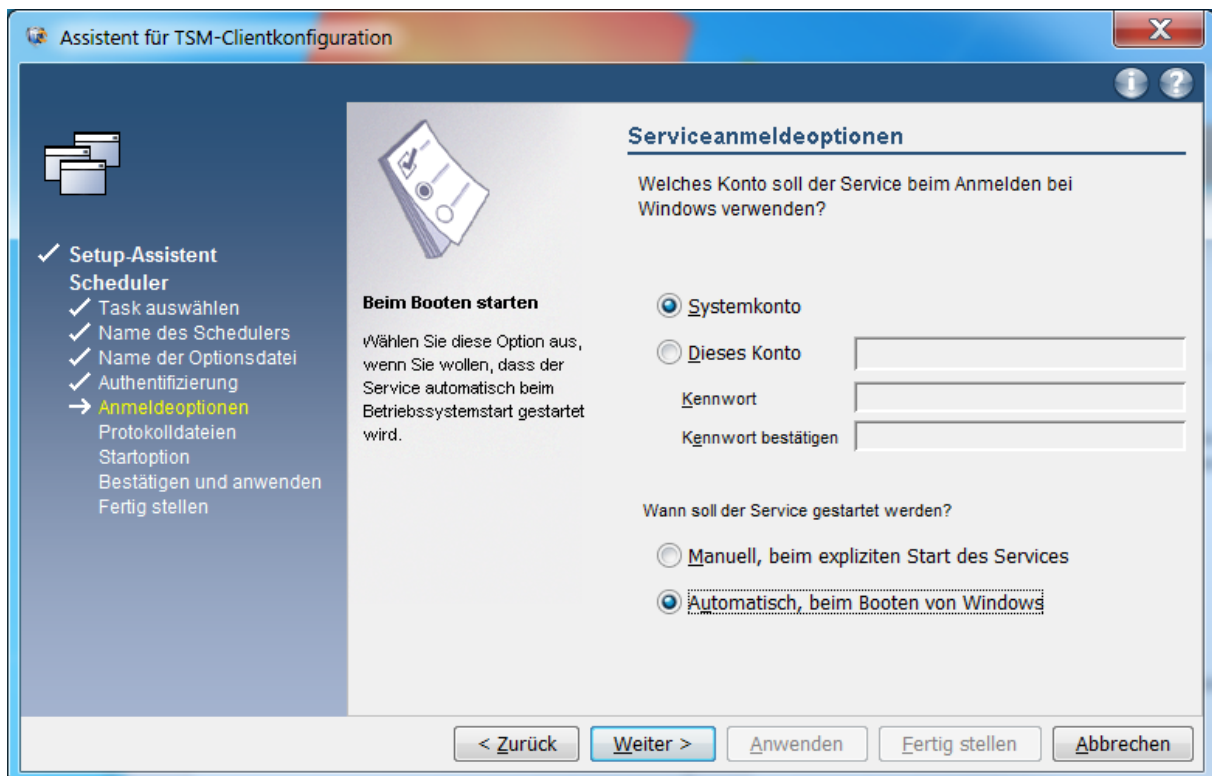 Assistent für TSM-Clientkonfiguration
Setup-Assistent
Scheduler
Task auswählen
Name des Schedulers
Name der Optionsdatei
Authentifizierung
Anmeldeoptionen
Protokolldateien
Startoption
Bestätigen und anwenden
Fertig stellen
Beim Booten starten
Wählen Sie diese Option aus,
wenn Sie wollen, dass der
Service automatisch beim
Betriebssystemstart gestartet
wird.
Serviceanmeldeoptionen
Welches Konto soll der Service beim Anmelden bei
Windows verwenden?
Systemkonto
Dieses Konto
Kennwort
Kennwort bestätigen
Wann soll der Service gestartet werden?
Manuell, beim expliziten Start des Services
Automatisch, beim Booten von Windows
< Zurück
Weiter >
Anwenden
Fertig stellen
Abbrechen